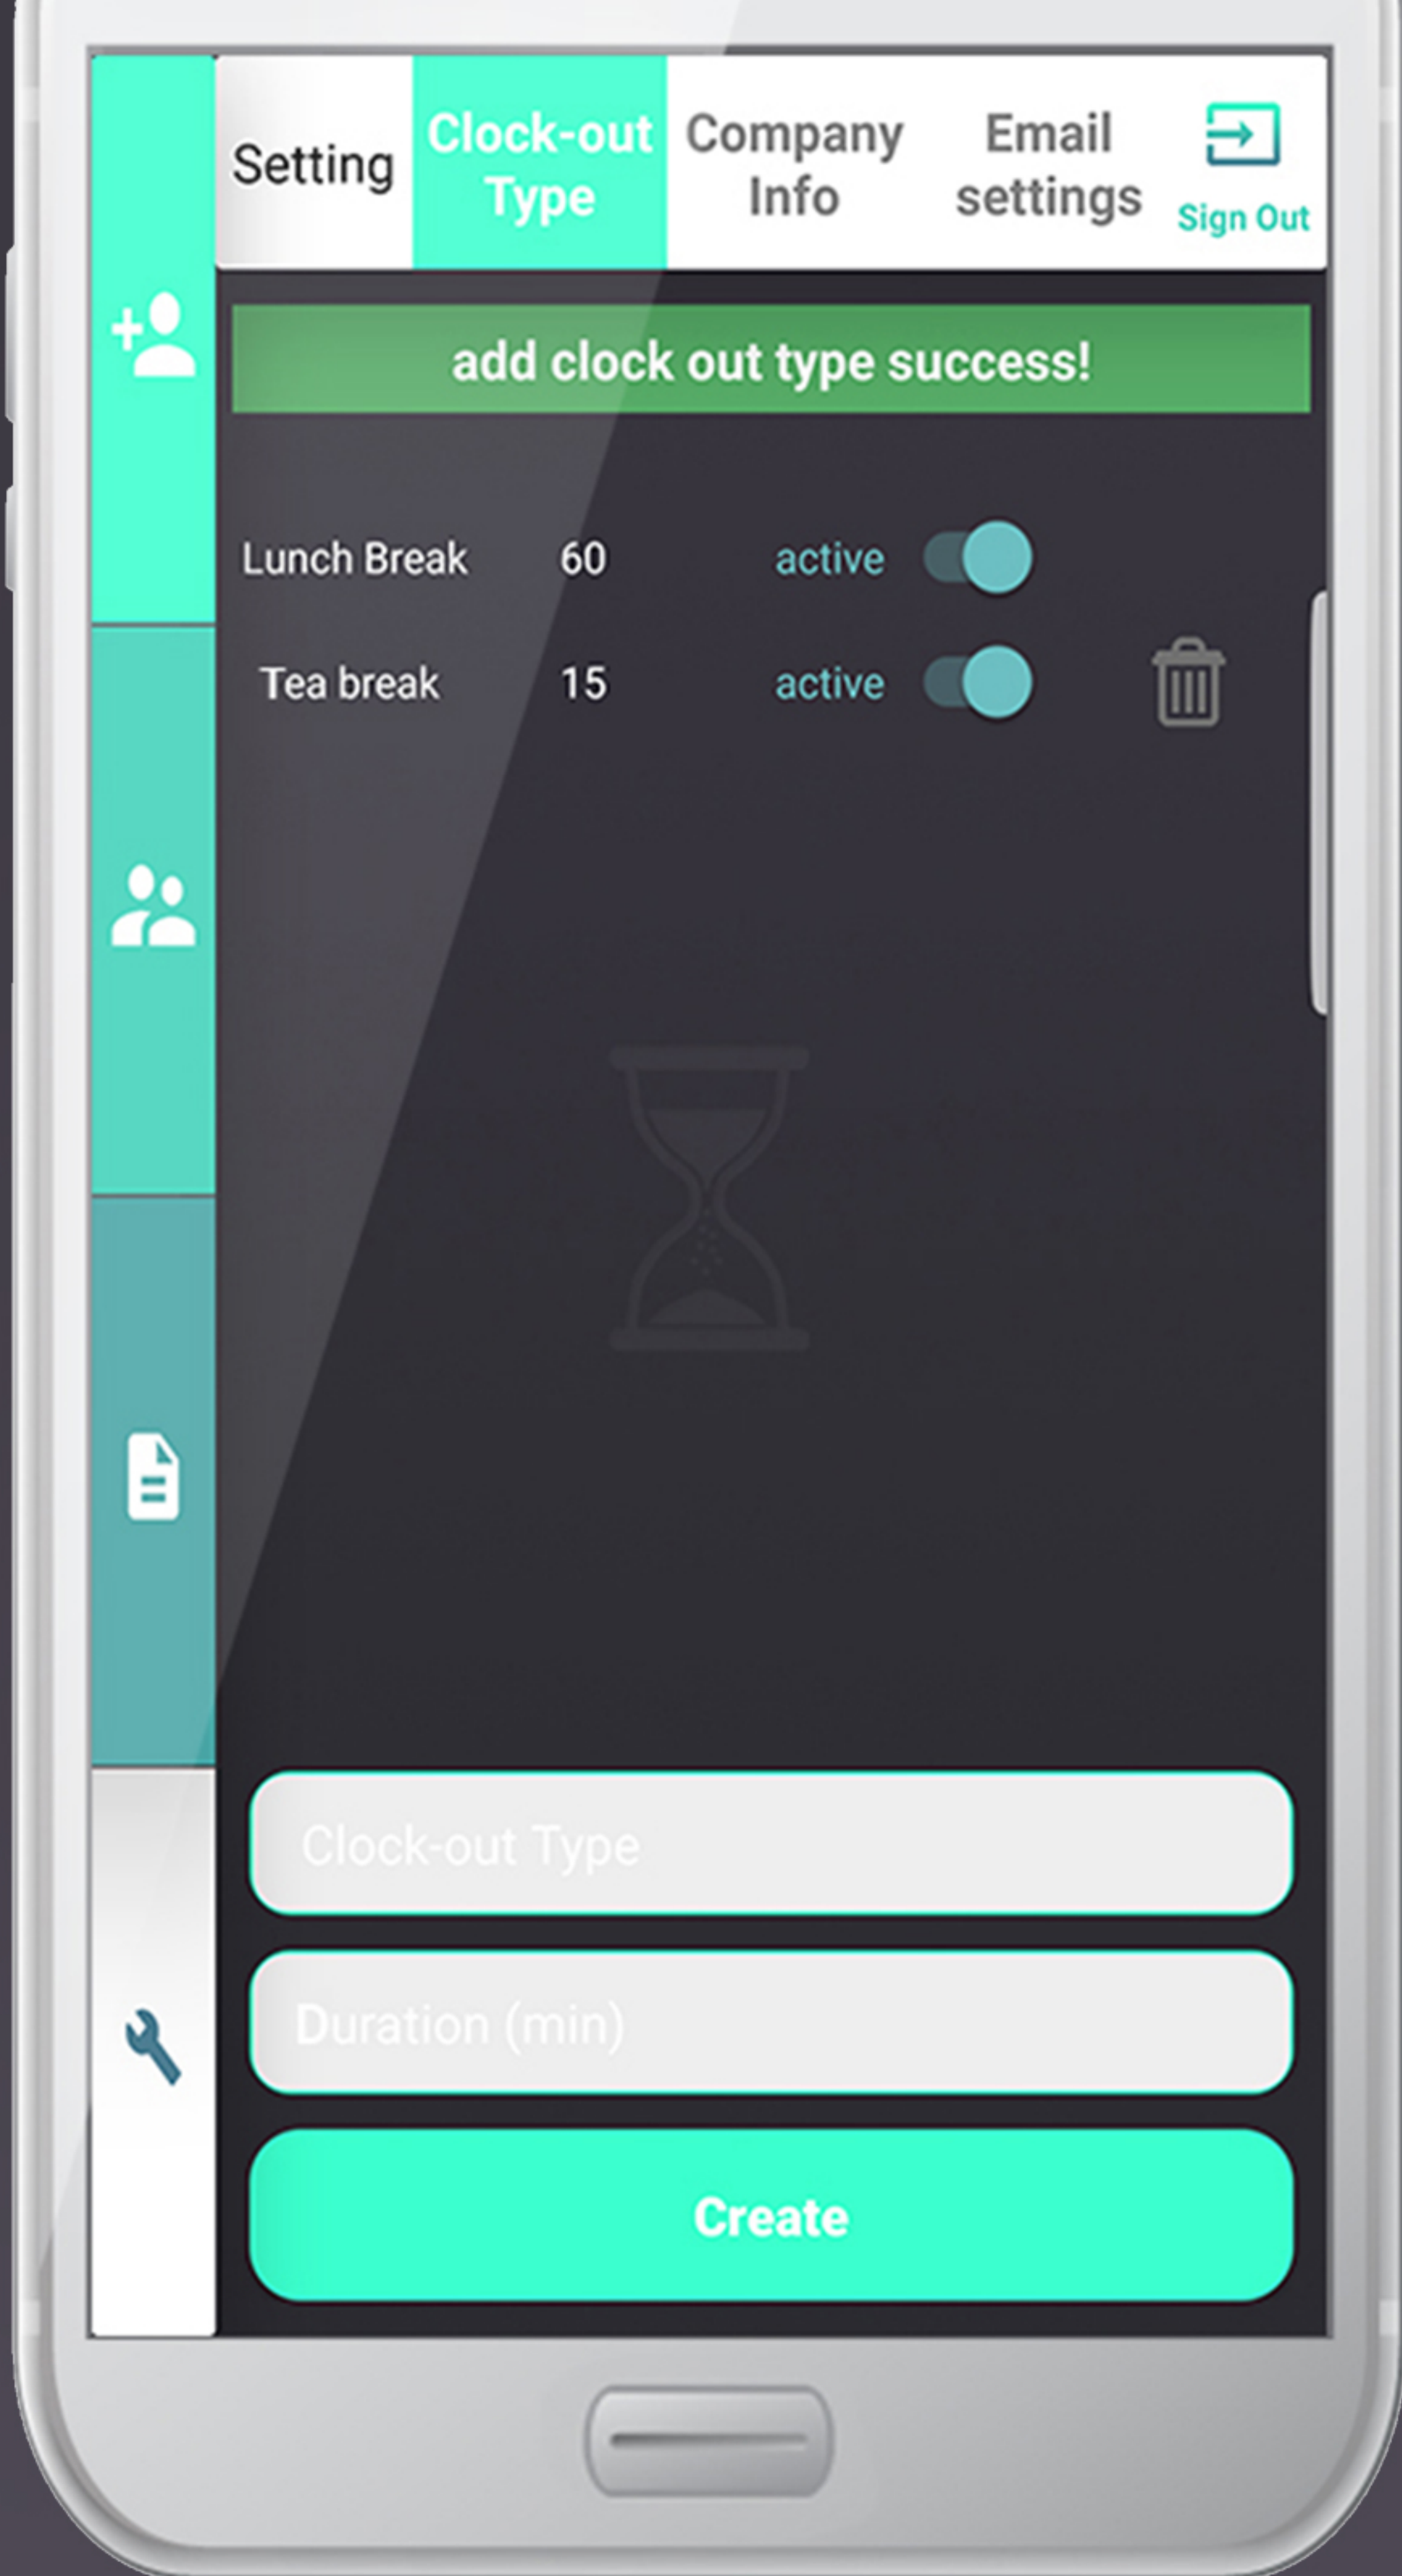 Setting
Clock-out
Type
Company
Info
Email
settings
Sign Out
add clock out type success!
Lunch Break 60 active
Tea break 15 active
Clock-out Type
Duration (min)
Create